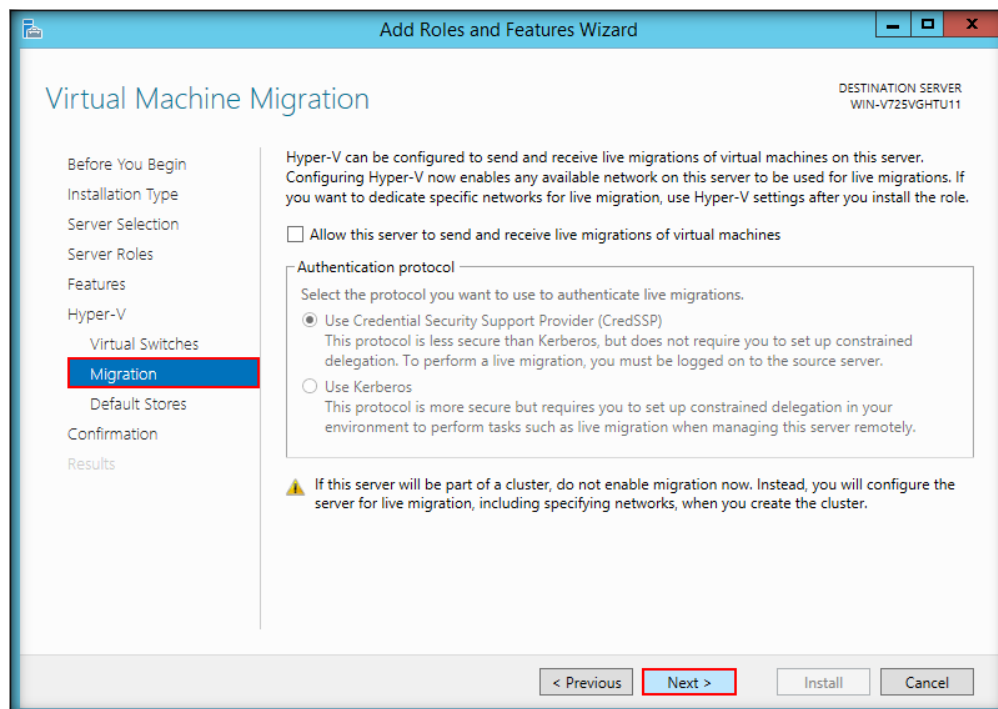 Add Roles and Features Wizard
Virtual Machine Migration
DESTINATION SERVER
WIN-V725VGHTU11
Before You Begin
Installation Type
Server Selection
Server Roles
Features
Hyper-V
Virtual Switches
Migration
Default Stores
Confirmation
Results
Hyper-V can be configured to send and receive live migrations of virtual machines on this server.
Configuring Hyper-V now enables any available network on this server to be used for live migrations. If
you want to dedicate specific networks for live migration, use Hyper-V settings after you install the role.
Allow this server to send and receive live migrations of virtual machines
Authentication protocol
Select the protocol you want to use to authenticate live migrations.
Use Credential Security Support Provider (CredSSP)
This protocol is less secure than Kerberos, but does not require you to set up constrained
delegation. To perform a live migration, you must be logged on to the source server.
Use Kerberos
This protocol is more secure but requires you to set up constrained delegation in your
environment to perform tasks such as live migration when managing this server remotely.
If this server will be part of a cluster, do not enable migration now. Instead, you will configure the
server for live migration, including specifying networks, when you create the cluster.
< Previous
Next >
Install
Cancel